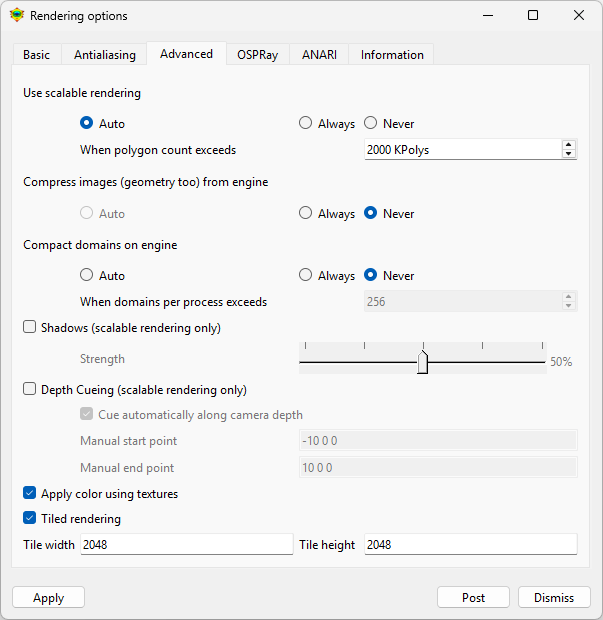 Rendering options
Basic Antialiasing Advanced OSPRay ANARI Information
Use scalable rendering
Auto Always Never
When polygon count exceeds 2000 KPolys
Compress images (geometry too) from engine
Auto Always Never
Compact domains on engine
Auto Always Never
When domains per process exceeds 256
Shadows (scalable rendering only)
Strength 50%
Depth Cueing (scalable rendering only)
Cue automatically along camera depth
Manual start point -10 0 0
Manual end point 10 0 0
Apply color using textures
Tiled rendering
Tile width 2048 Tile height 2048
Apply Post Dismiss